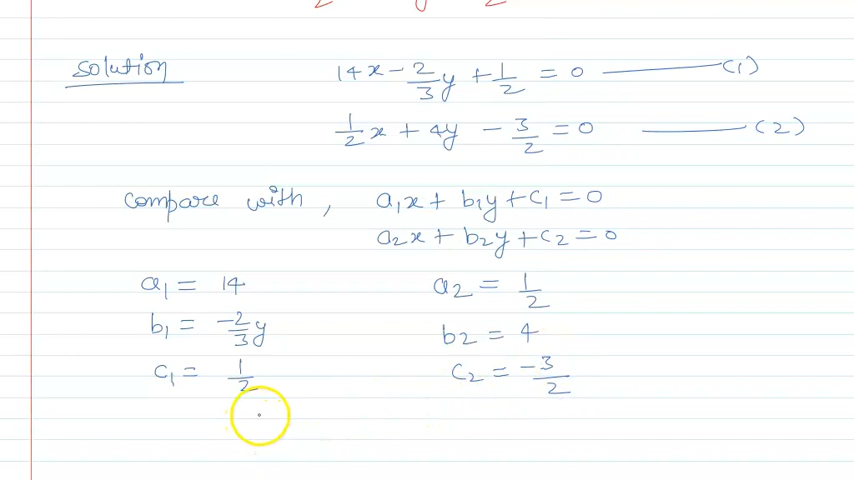 Solution 14x - 2/3 y + 1/2 = 0 ——— (1)
1/2 x + 4y - 3/2 = 0 ——— (2)
Compare with, a₁x + b₁y + c₁ = 0
a₂x + b₂y + c₂ = 0
a₁ = 14 a₂ = 1/2
b₁ = -2/3 y b₂ = 4
c₁ = 1/2 c₂ = -3/2